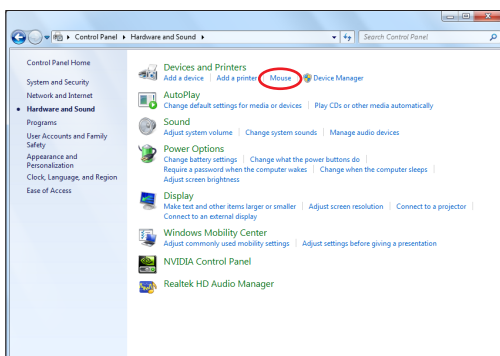 Control Panel Hardware and Sound Search Control Panel
Control Panel Home
System and Security
Network and Internet
Hardware and Sound
Programs
User Accounts and Family
Safety
Appearance and
Personalization
Clock, Language, and Region
Ease of Access
Devices and Printers
Add a device Add a printer Mouse Device Manager
AutoPlay
Change default settings for media or devices Play CDs or other media automatically
Sound
Adjust system volume Change system sounds Manage audio devices
Power Options
Change battery settings Change what the power buttons do
Require a password when the computer wakes Change when the computer sleeps
Adjust screen brightness
Display
Make text and other items larger or smaller Adjust screen resolution Connect to a projector
Connect to an external display
Windows Mobility Center
Adjust commonly used mobility settings Adjust settings before giving a presentation
NVIDIA Control Panel
Realtek HD Audio Manager